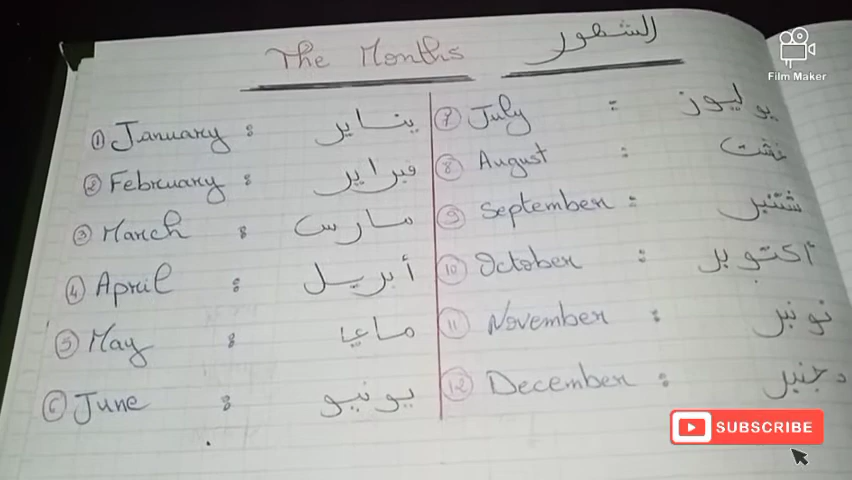 The Months الشهور
① January : يناير
② February : فبراير
③ March : مارس
④ April : أبريل
⑤ May : ماي
⑥ June : يونيو
⑦ July : يوليوز
⑧ August : غشت
⑨ September : شتنبر
⑩ October : أكتوبر
⑪ November : نونبر
⑫ December : دجنبر
Film Maker
SUBSCRIBE